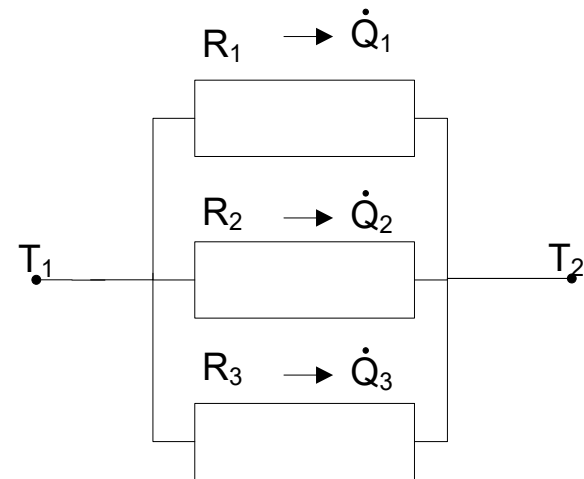 R₁ Q̇₁
R₂ Q̇₂
T₁ T₂
R₃ Q̇₃